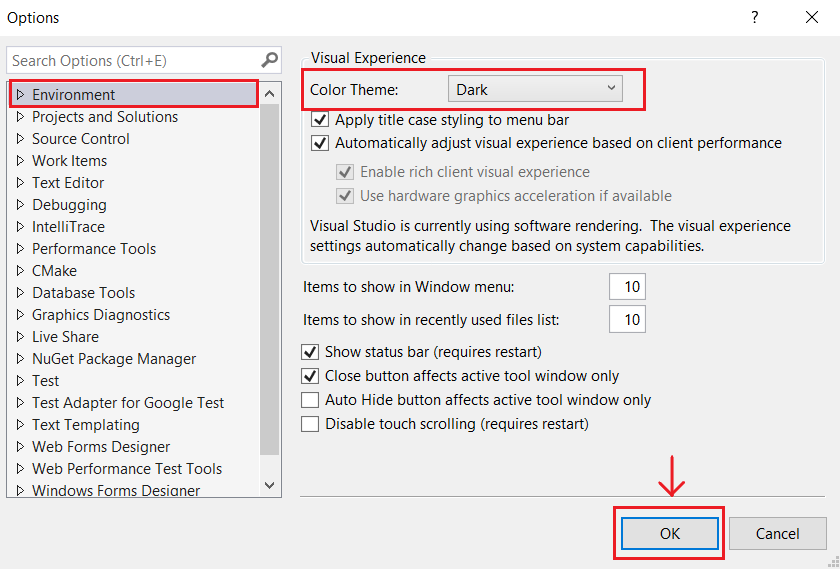 Options
?
Search Options (Ctrl+E)
Environment
Projects and Solutions
Source Control
Work Items
Text Editor
Debugging
IntelliTrace
Performance Tools
CMake
Database Tools
Graphics Diagnostics
Live Share
NuGet Package Manager
Test
Test Adapter for Google Test
Text Templating
Web Forms Designer
Web Performance Test Tools
Windows Forms Designer
Visual Experience
Color Theme: Dark
Apply title case styling to menu bar
Automatically adjust visual experience based on client performance
Enable rich client visual experience
Use hardware graphics acceleration if available
Visual Studio is currently using software rendering. The visual experience
settings automatically change based on system capabilities.
Items to show in Window menu: 10
Items to show in recently used files list: 10
Show status bar (requires restart)
Close button affects active tool window only
Auto Hide button affects active tool window only
Disable touch scrolling (requires restart)
OK Cancel